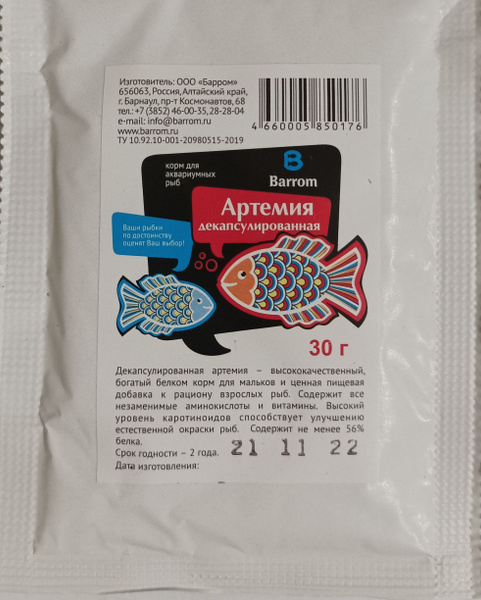 Изготовитель: ООО «Барром»
656063, Россия, Алтайский край,
г. Барнаул, пр-т Космонавтов, 68
тел.: +7 (3852) 46-00-35, 28-28-04
e-mail: info@barrom.ru
www.barrom.ru
ТУ 10.92.10-001-20980515-2019
4 660005 850176
корм для
аквариумных
рыб
Barrom
Артемия
декапсулированная
Ваши рыбки
по достоинству
оценят Ваш выбор!
30 г
Декапсулированная артемия – высококачественный,
богатый белком корм для мальков и ценная пищевая
добавка к рациону взрослых рыб. Содержит все
незаменимые аминокислоты и витамины. Высокий
уровень каротиноидов способствует улучшению
естественной окраски рыб. Содержит не менее 56%
белка.
Срок годности – 2 года. 21 11 22
Дата изготовления: